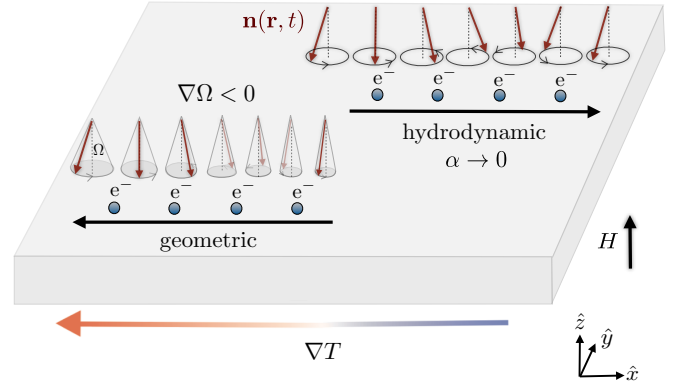 n(r, t)
e⁻ e⁻ e⁻ e⁻
∇Ω < 0
hydrodynamic
α → 0
Ω
e⁻ e⁻ e⁻ e⁻
geometric
H
∇T
ẑ
ŷ
x̂